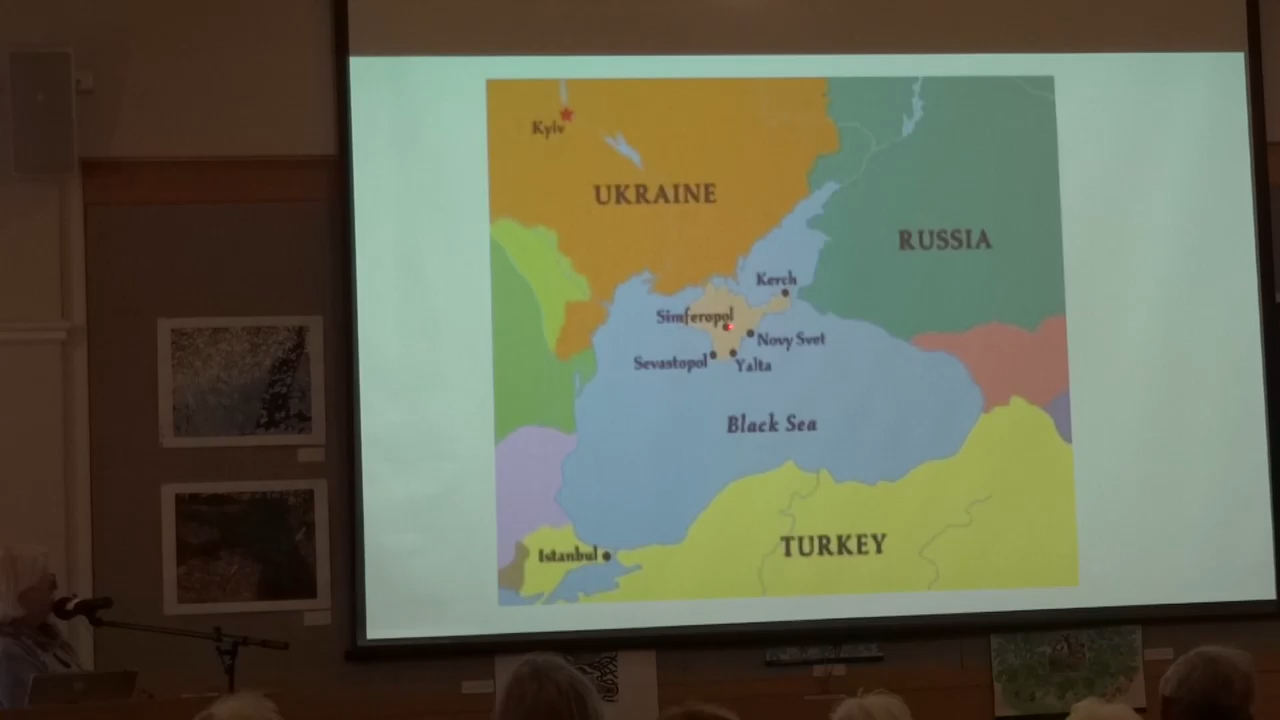 Kyiv
UKRAINE
RUSSIA
Kerch
Simferopol
Novy Svet
Sevastopol
Yalta
Black Sea
TURKEY
Istanbul